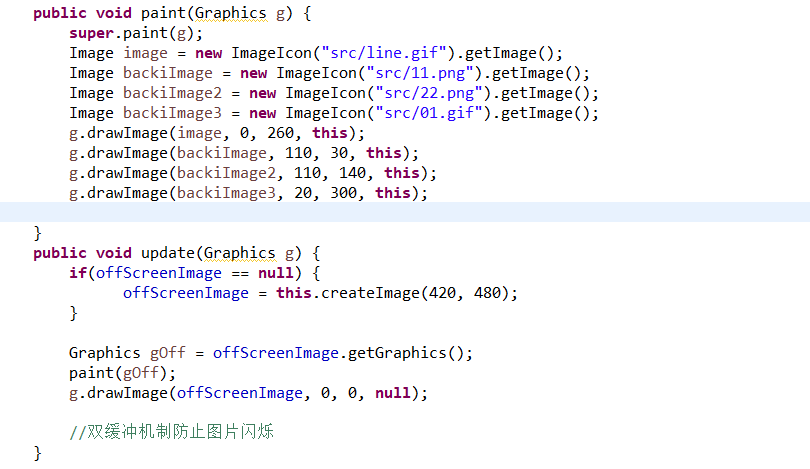 public void paint(Graphics g) {
super.paint(g);
Image image = new ImageIcon("src/line.gif").getImage();
Image backiImage = new ImageIcon("src/11.png").getImage();
Image backiImage2 = new ImageIcon("src/22.png").getImage();
Image backiImage3 = new ImageIcon("src/01.gif").getImage();
g.drawImage(image, 0, 260, this);
g.drawImage(backiImage, 110, 30, this);
g.drawImage(backiImage2, 110, 140, this);
g.drawImage(backiImage3, 20, 300, this);
}
public void update(Graphics g) {
if(offScreenImage == null) {
offScreenImage = this.createImage(420, 480);
}
Graphics gOff = offScreenImage.getGraphics();
paint(gOff);
g.drawImage(offScreenImage, 0, 0, null);
//双缓冲机制防止图片闪烁
}